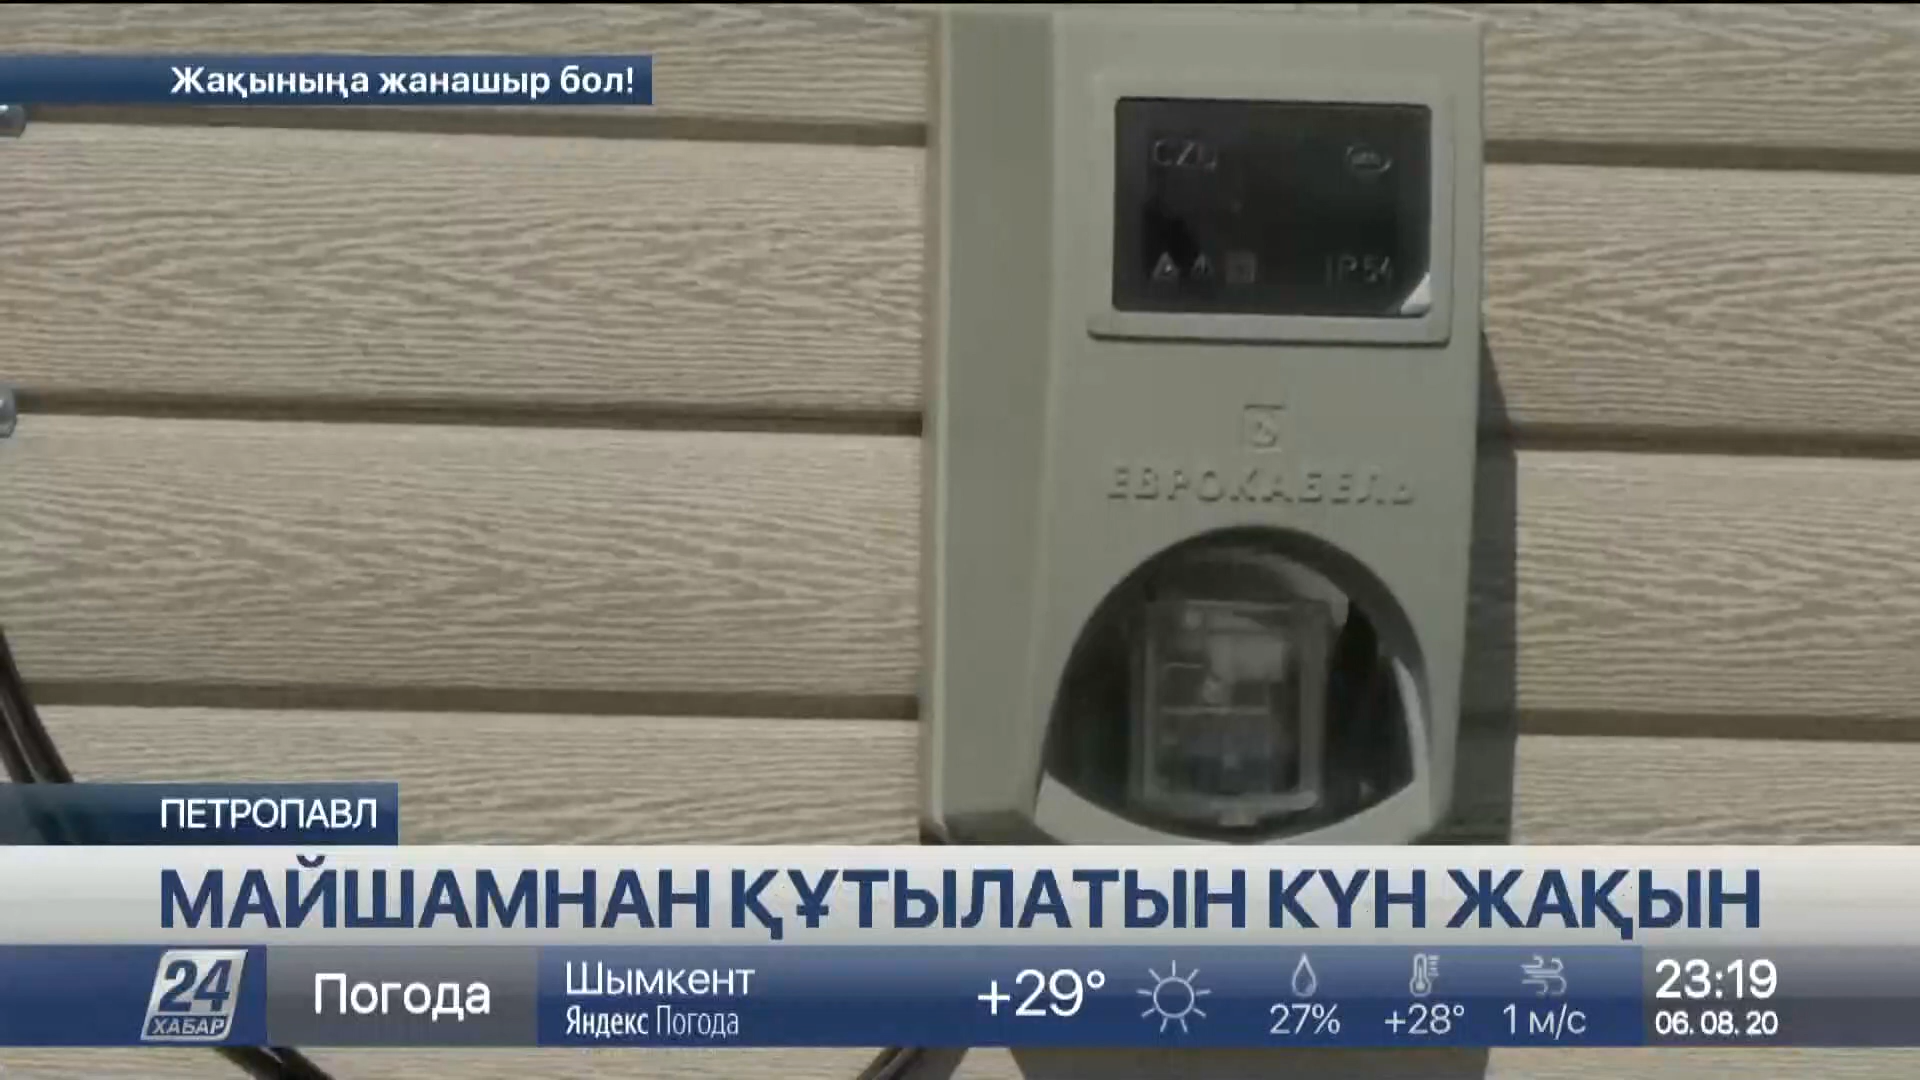 Жақыныңа жанашыр бол!
IP54
ЕВРОКАБЕЛЬ
ПЕТРОПАВЛ
МАЙШАМНАН ҚҰТЫЛАТЫН КҮН ЖАҚЫН
24 ХАБАР
Погода
Шымкент
Яндекс Погода
+29°
27%
+28°
1 м/с
23:19
06. 08. 20